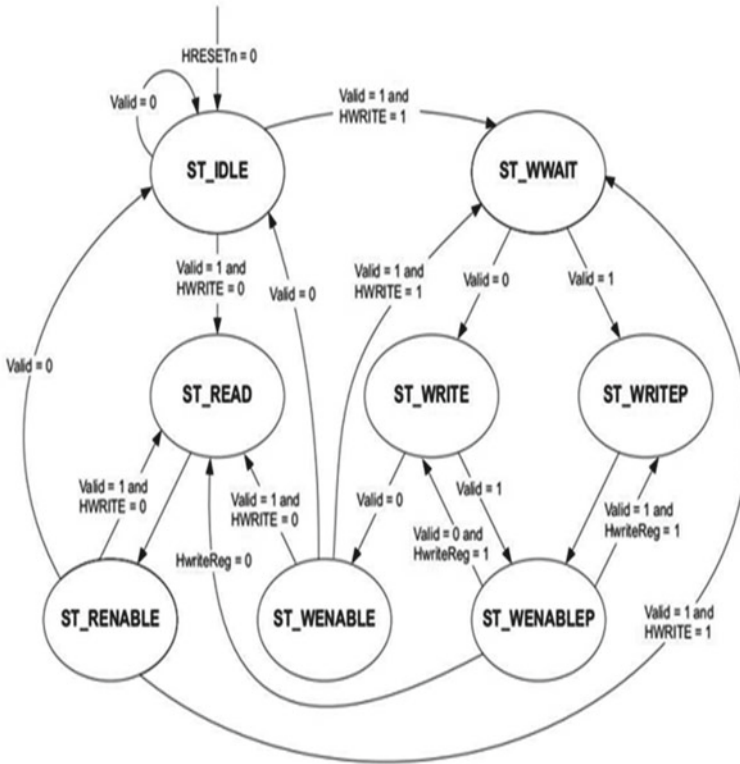 HRESETn = 0
Valid = 0
Valid = 1 and
HWRITE = 1
ST_IDLE
ST_WWAIT
Valid = 1 and
HWRITE = 0
Valid = 0
Valid = 1 and
HWRITE = 1
Valid = 0
Valid = 1
Valid = 0
ST_READ
ST_WRITE
ST_WRITEP
Valid = 1 and
HWRITE = 0
Valid = 1 and
HWRITE = 0
Valid = 0
Valid = 1
Valid = 0 and
HwriteReg = 1
Valid = 1 and
HwriteReg = 1
HwriteReg = 0
ST_RENABLE
ST_WENABLE
ST_WENABLEP
Valid = 1 and
HWRITE = 1